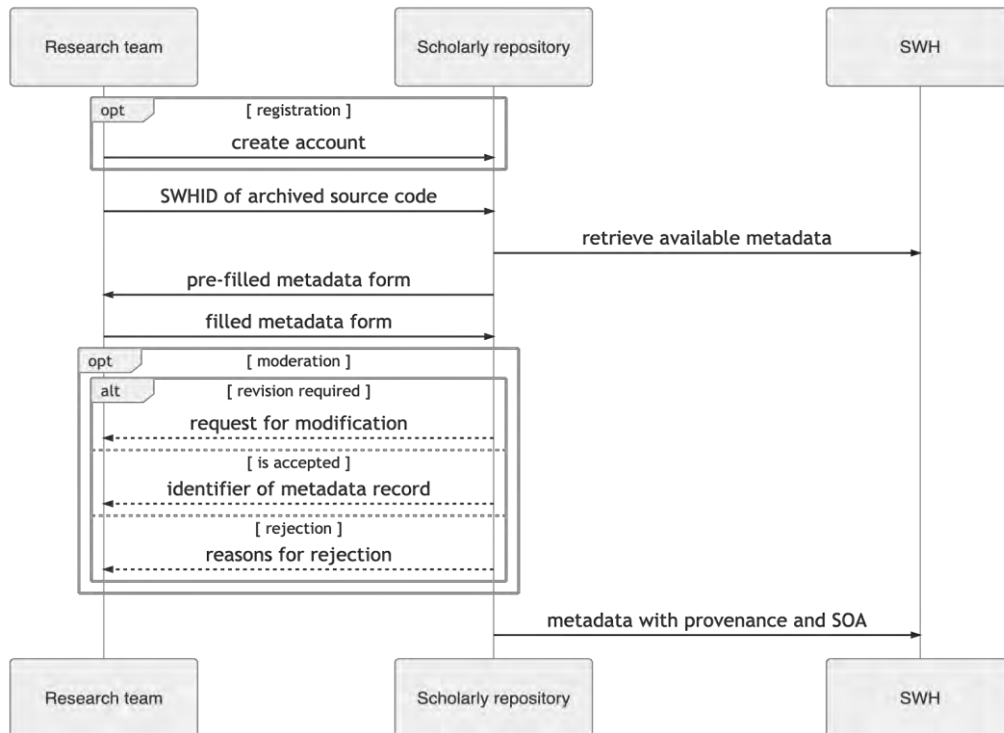 Research team
Scholarly repository
SWH
opt
[ registration ]
create account
SWHID of archived source code
retrieve available metadata
pre-filled metadata form
filled metadata form
opt
[ moderation ]
alt
[ revision required ]
request for modification
[ is accepted ]
identifier of metadata record
[ rejection ]
reasons for rejection
metadata with provenance and SOA
Research team
Scholarly repository
SWH